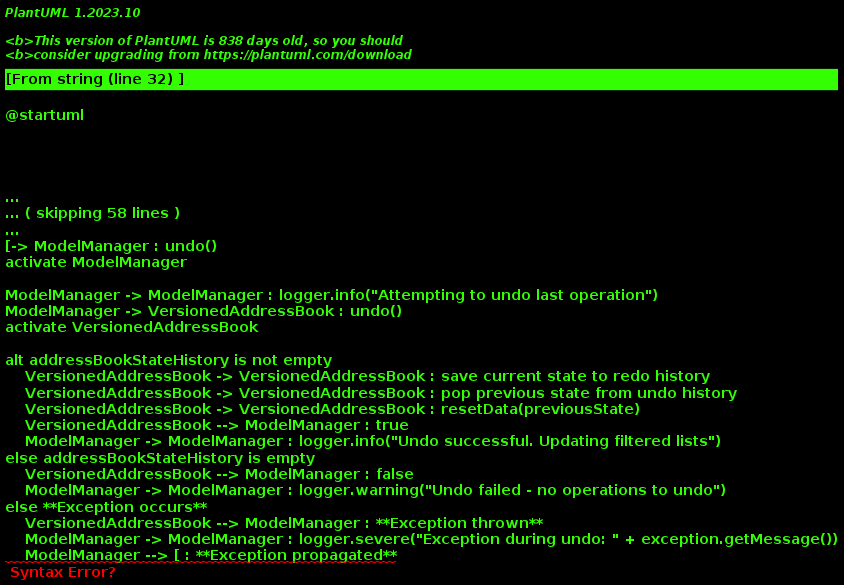 PlantUML 1.2023.10
<b>This version of PlantUML is 838 days old, so you should
<b>consider upgrading from https://plantuml.com/download
[From string (line 32) ]
@startuml
...
... ( skipping 58 lines )
...
[-> ModelManager : undo()
activate ModelManager
ModelManager -> ModelManager : logger.info("Attempting to undo last operation")
ModelManager -> VersionedAddressBook : undo()
activate VersionedAddressBook
alt addressBookStateHistory is not empty
VersionedAddressBook -> VersionedAddressBook : save current state to redo history
VersionedAddressBook -> VersionedAddressBook : pop previous state from undo history
VersionedAddressBook -> VersionedAddressBook : resetData(previousState)
VersionedAddressBook --> ModelManager : true
ModelManager -> ModelManager : logger.info("Undo successful. Updating filtered lists")
else addressBookStateHistory is empty
VersionedAddressBook --> ModelManager : false
ModelManager -> ModelManager : logger.warning("Undo failed - no operations to undo")
else **Exception occurs**
VersionedAddressBook --> ModelManager : **Exception thrown**
ModelManager -> ModelManager : logger.severe("Exception during undo: " + exception.getMessage())
ModelManager --> [ : **Exception propagated**
Syntax Error?